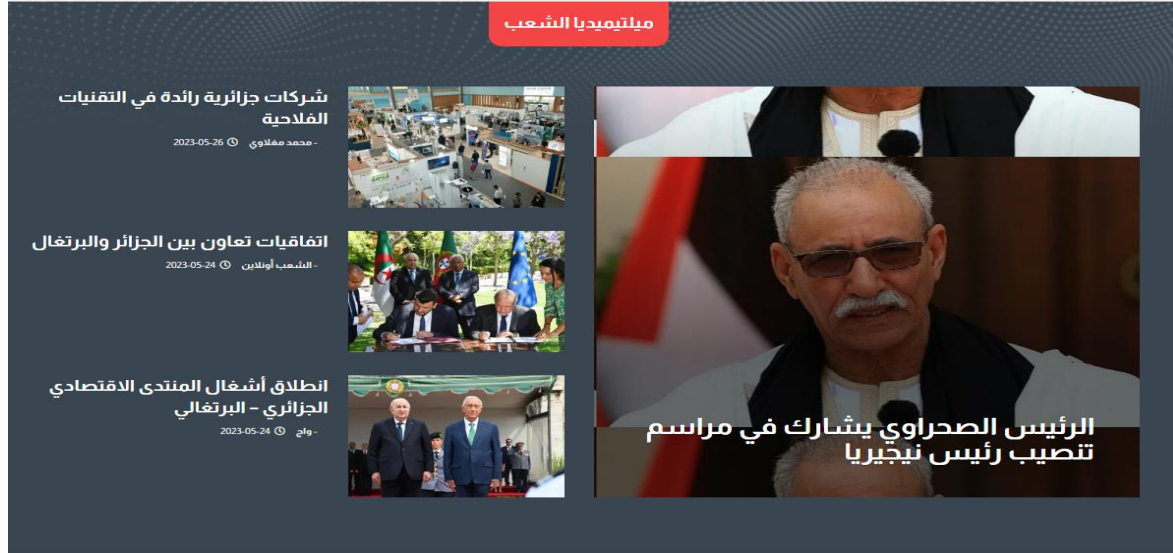 ميلتيميديا الشعب
الرئيس الصحراوي يشارك في مراسم
تنصيب رئيس نيجيريا
شركات جزائرية رائدة في التقنيات
الفلاحية
- محمد مغلاوي 2023-05-26
اتفاقيات تعاون بين الجزائر والبرتغال
- الشعب أونلاين 2023-05-24
انطلاق أشغال المنتدى الاقتصادي
الجزائري – البرتغالي
- واج 2023-05-24